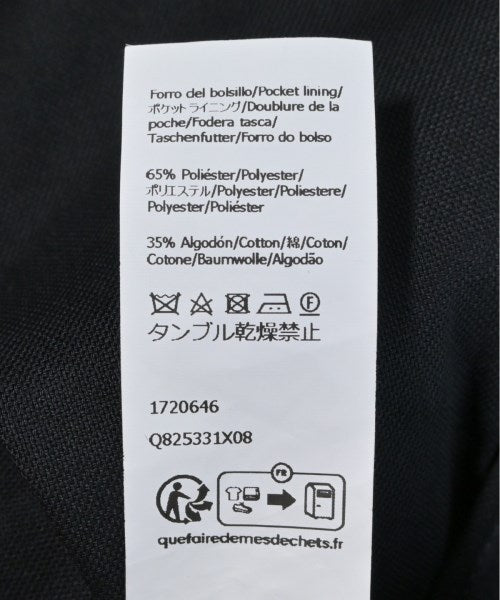 Forro del bolsillo/Pocket lining/
ポケットライニング/Doublure de la
poche/Fodera tasca/
Taschenfutter/Forro do bolso
65% Poliéster/Polyester/
ポリエステル/Polyester/Poliestere/
Polyester/Poliéster
35% Algodón/Cotton/綿/Coton/
Cotone/Baumwolle/Algodão
F
タンブル乾燥禁止
1720646
Q825331X08
FR
quefairedemesdechets.fr